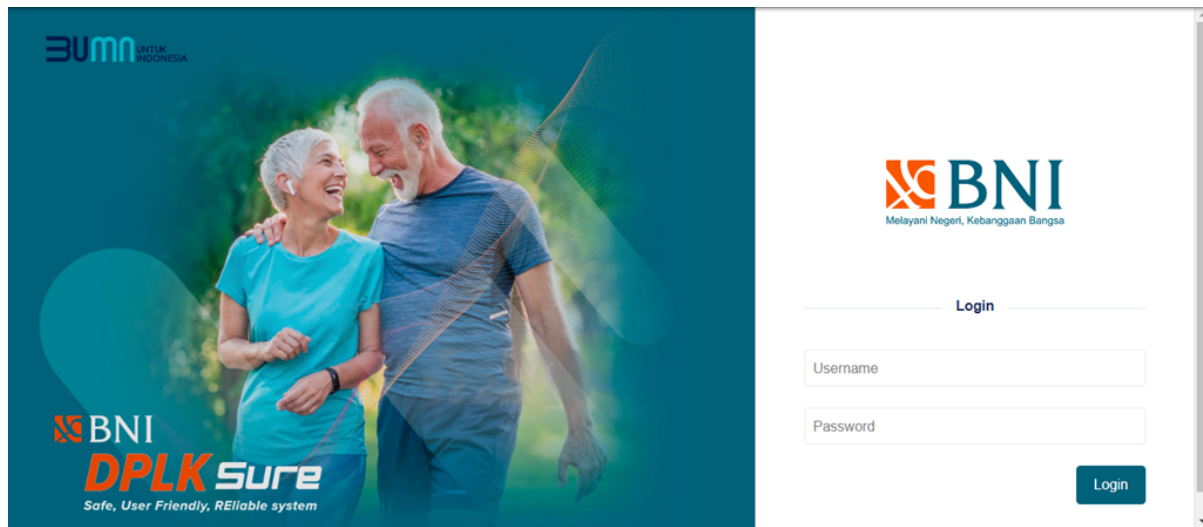 BUMN UNTUK
INDONESIA
BNI
DPLK Sure
Safe, User Friendly, REliable system
BNI
Melayani Negeri, Kebanggaan Bangsa
Login
Username
Password
Login